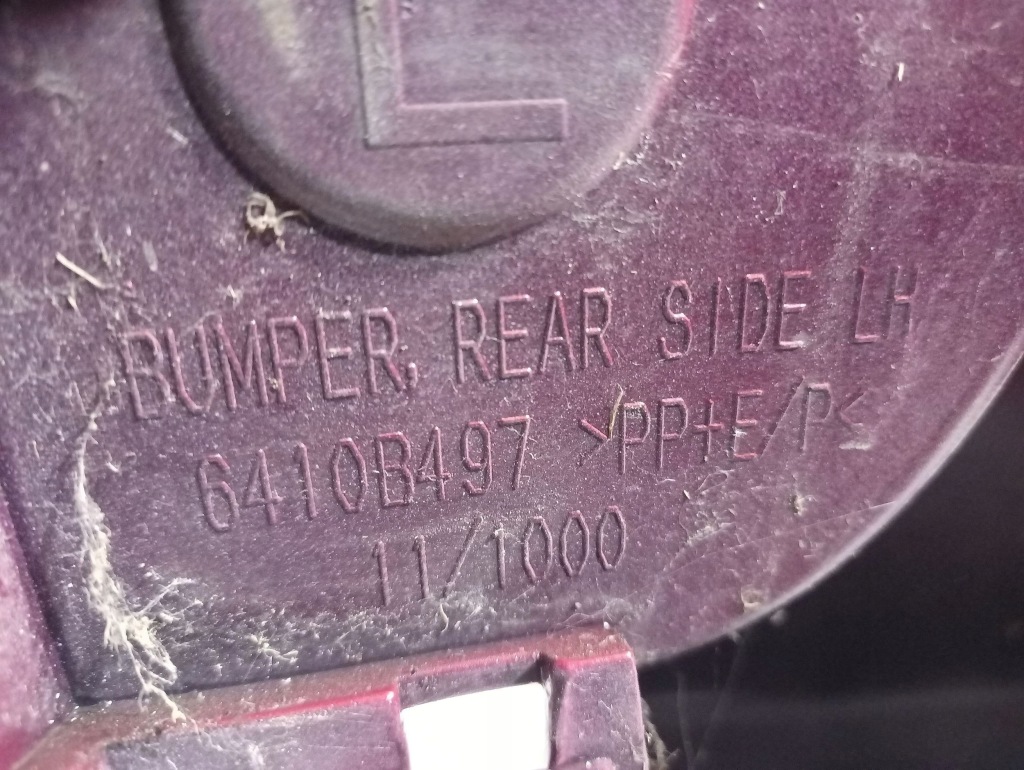 L
BUMPER, REAR SIDE LH
6410B497 >PP+E/P<
11/1000